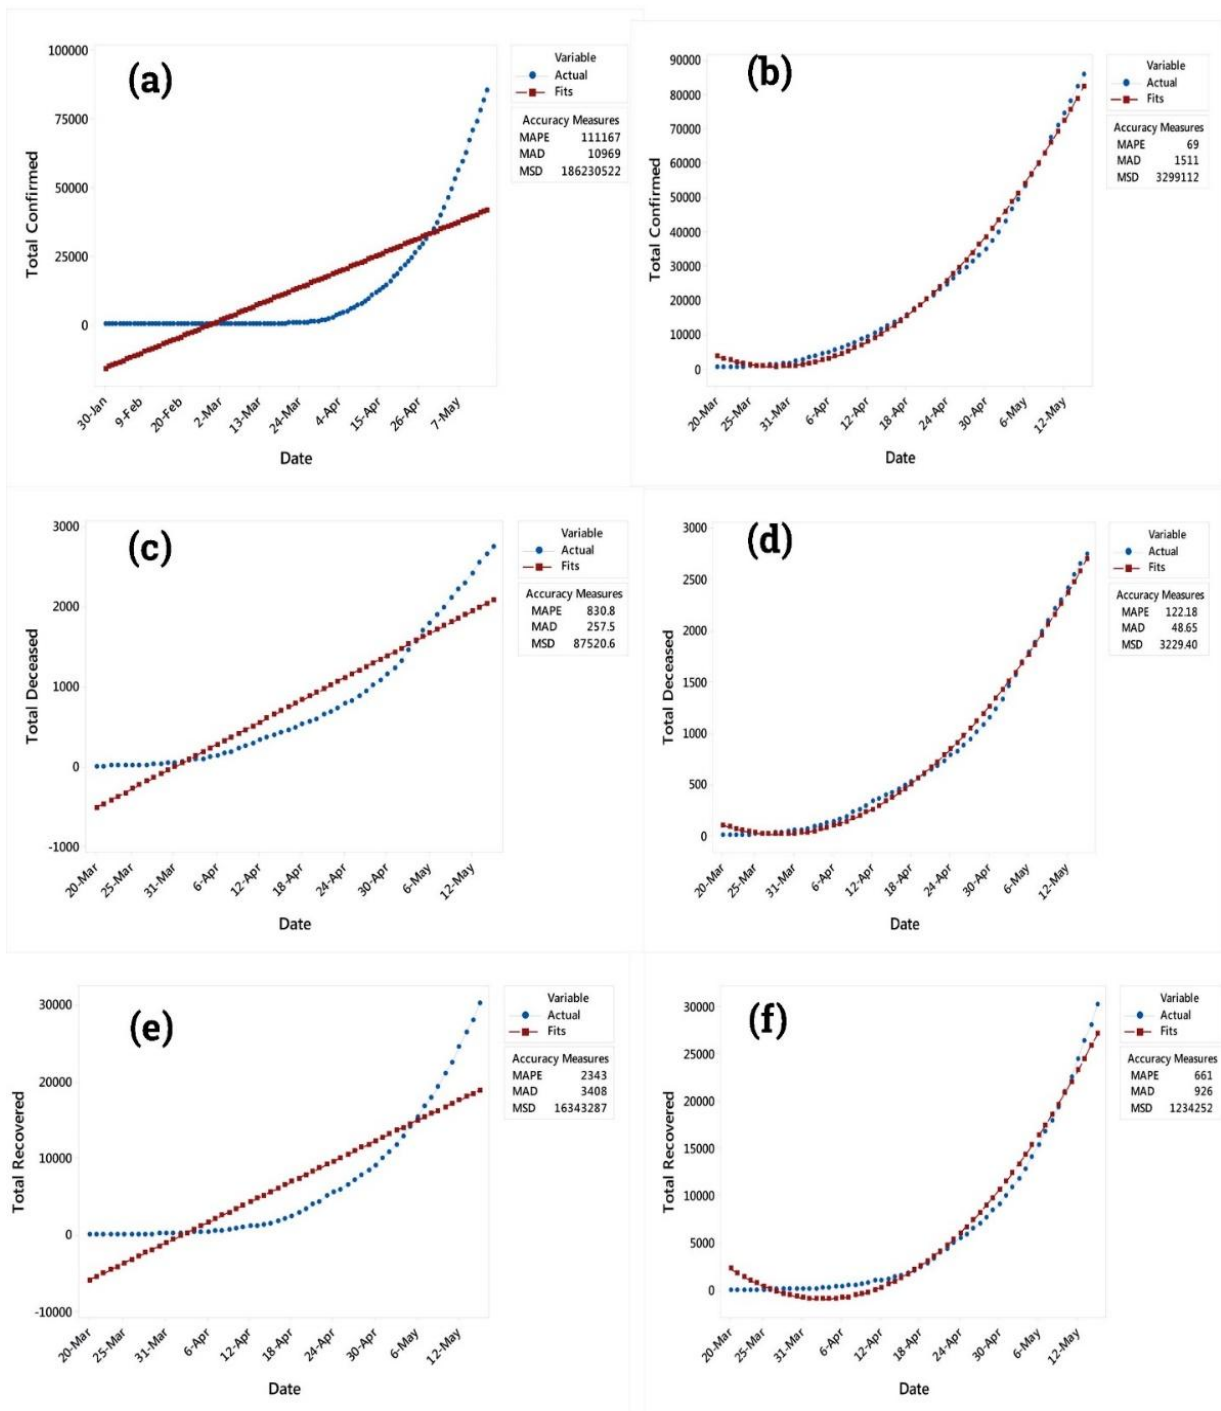 (a)
100000
75000
50000
25000
0
Total Confirmed
30-Jan 9-Feb 20-Feb 2-Mar 13-Mar 24-Mar 4-Apr 15-Apr 26-Apr 7-May
Date
Variable
Actual
Fits
Accuracy Measures
MAPE 111167
MAD 10969
MSD 186230522
(b)
90000
80000
70000
60000
50000
40000
30000
20000
10000
0
Total Confirmed
20-Mar 25-Mar 31-Mar 6-Apr 12-Apr 18-Apr 24-Apr 30-Apr 6-May 12-May
Date
Variable
Actual
Fits
Accuracy Measures
MAPE 69
MAD 1511
MSD 3299112
(c)
3000
2000
1000
0
-1000
Total Deceased
20-Mar 25-Mar 31-Mar 6-Apr 12-Apr 18-Apr 24-Apr 30-Apr 6-May 12-May
Date
Variable
Actual
Fits
Accuracy Measures
MAPE 830.8
MAD 257.5
MSD 87520.6
(d)
3000
2500
2000
1500
1000
500
0
Total Deceased
20-Mar 25-Mar 31-Mar 6-Apr 12-Apr 18-Apr 24-Apr 30-Apr 6-May 12-May
Date
Variable
Actual
Fits
Accuracy Measures
MAPE 122.18
MAD 48.65
MSD 3229.40
(e)
30000
20000
10000
0
-10000
Total Recovered
20-Mar 25-Mar 31-Mar 6-Apr 12-Apr 18-Apr 24-Apr 30-Apr 6-May 12-May
Date
Variable
Actual
Fits
Accuracy Measures
MAPE 2343
MAD 3408
MSD 16343287
(f)
30000
25000
20000
15000
10000
5000
0
Total Recovered
20-Mar 25-Mar 31-Mar 6-Apr 12-Apr 18-Apr 24-Apr 30-Apr 6-May 12-May
Date
Variable
Actual
Fits
Accuracy Measures
MAPE 661
MAD 926
MSD 1234252